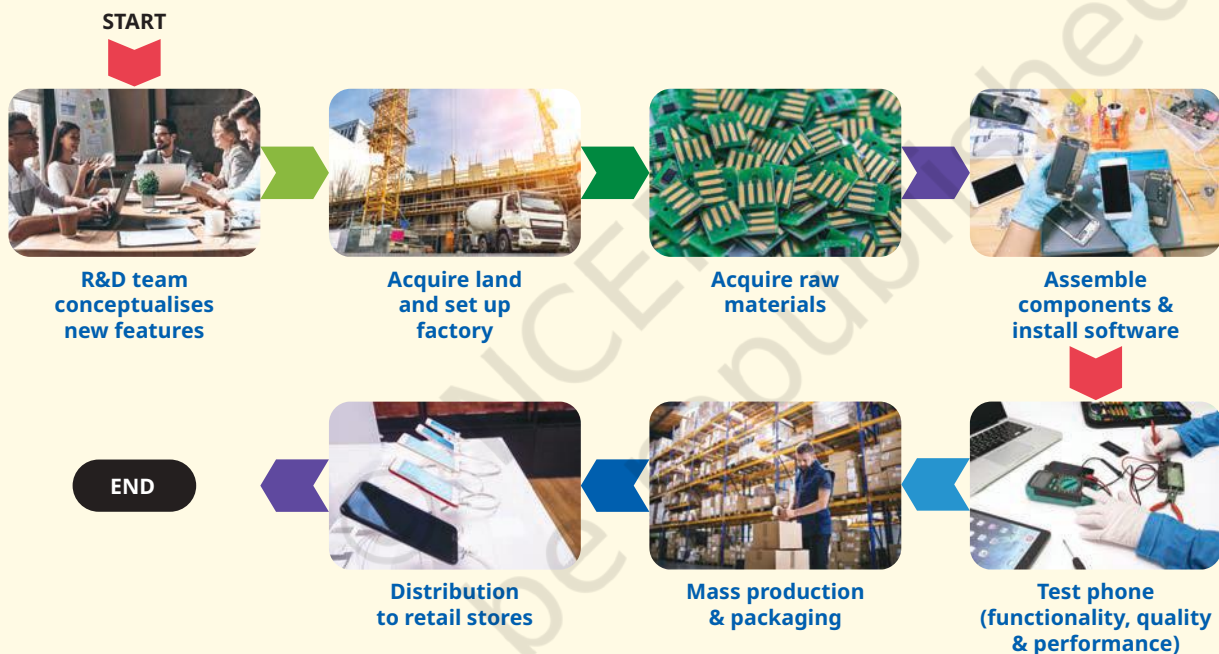 START
R&D team
conceptualises
new features
Acquire land
and set up
factory
Acquire raw
materials
Assemble
components &
install software
Test phone
(functionality, quality
& performance)
Mass production
& packaging
Distribution
to retail stores
END